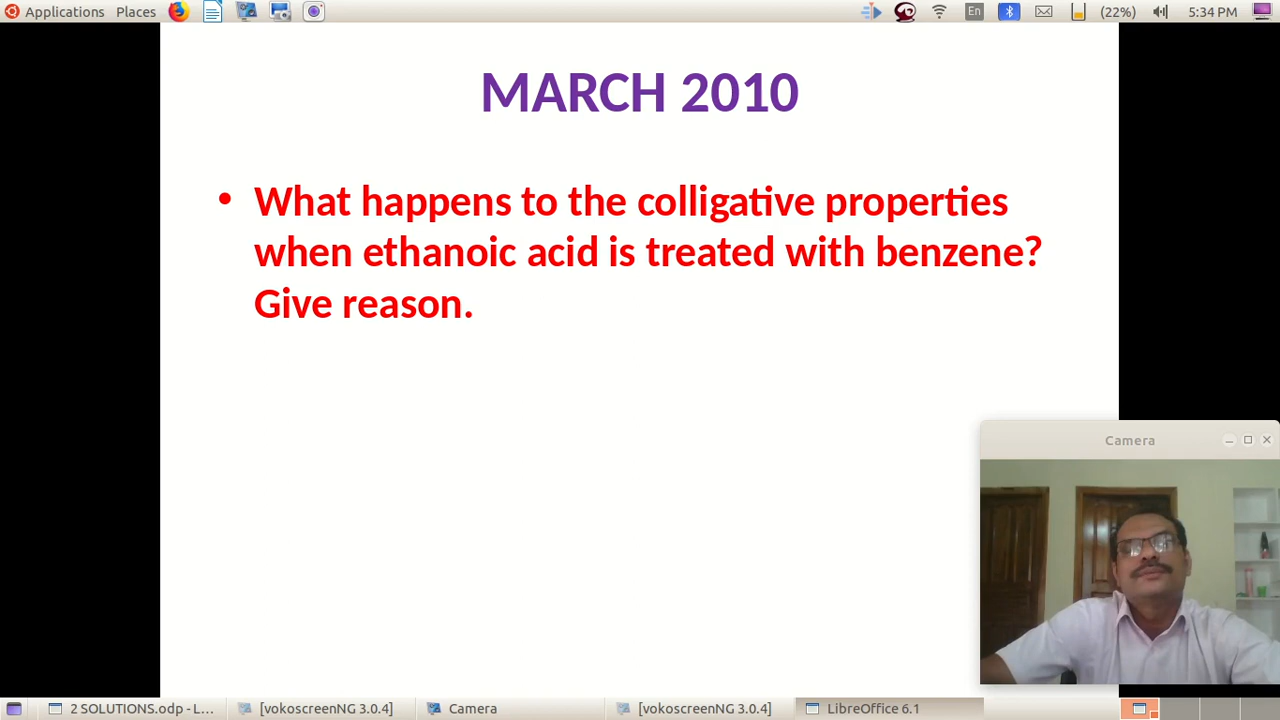 Applications Places En (22%) 5:34 PM
MARCH 2010
• What happens to the colligative properties
when ethanoic acid is treated with benzene?
Give reason.
Camera
2 SOLUTIONS.odp - L... [vokoscreenNG 3.0.4] Camera [vokoscreenNG 3.0.4] LibreOffice 6.1